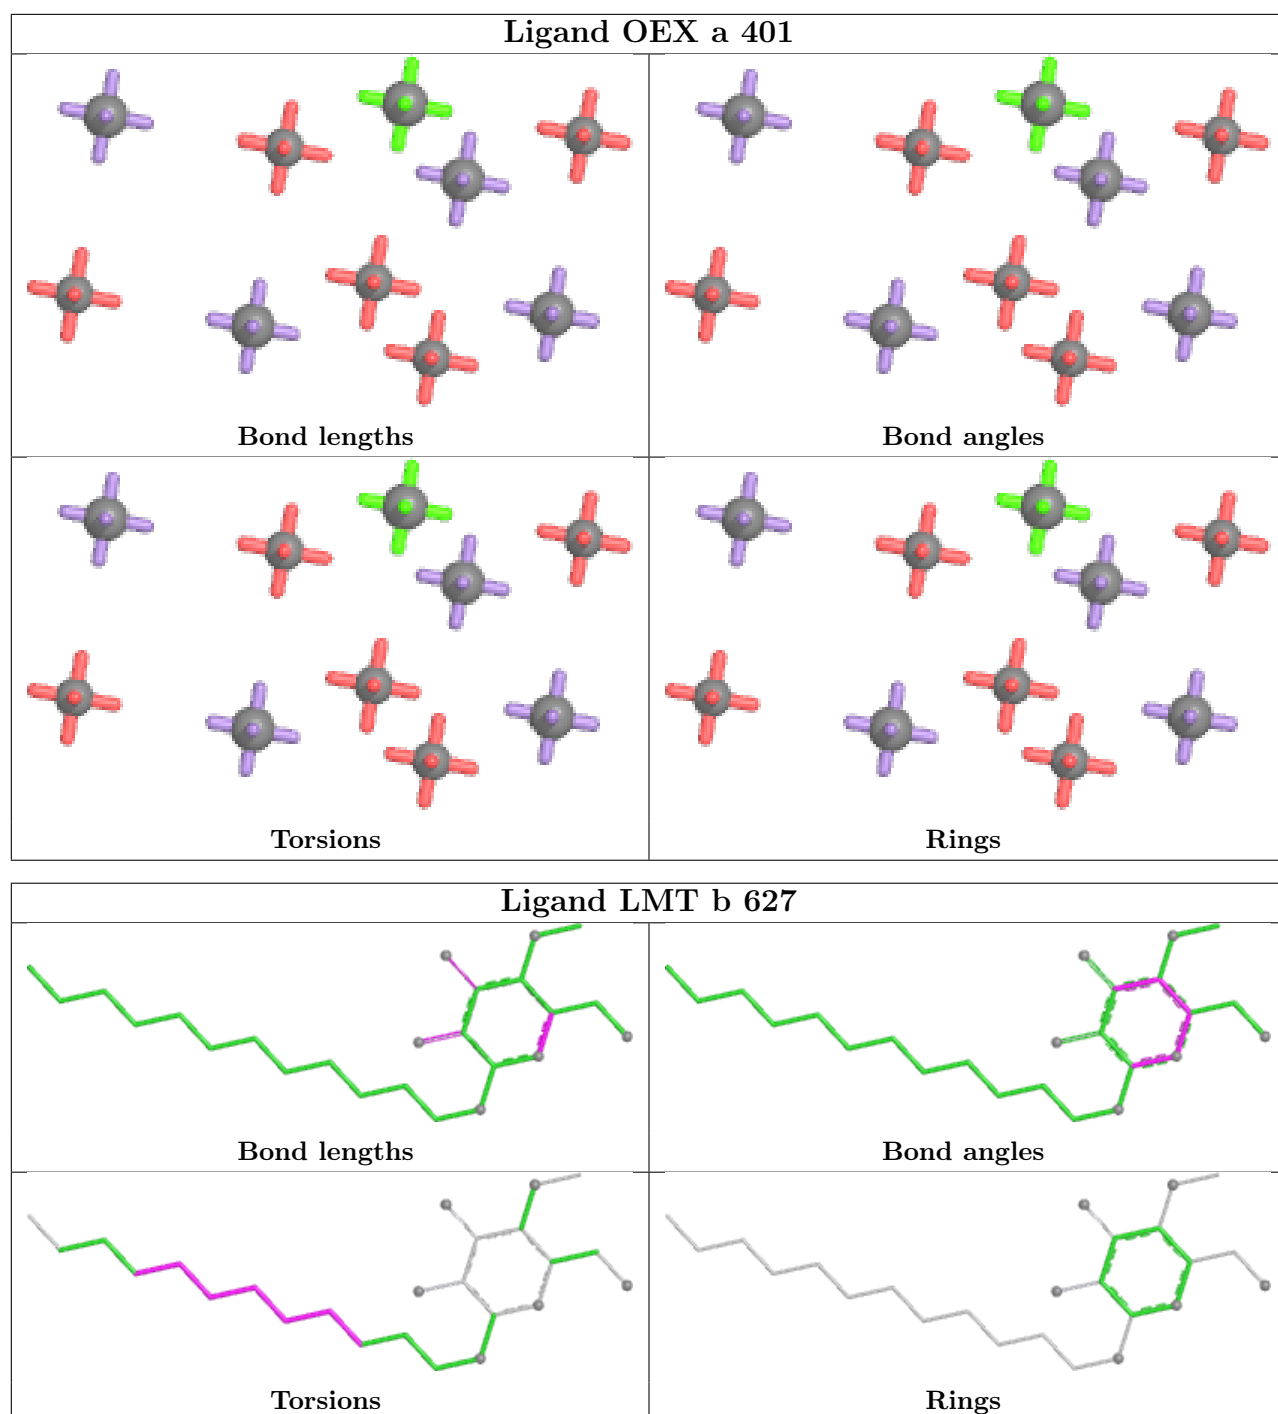 Ligand OEX a 401
Bond lengths
Bond angles
Torsions
Rings
Ligand LMT b 627
Bond lengths
Bond angles
Torsions
Rings